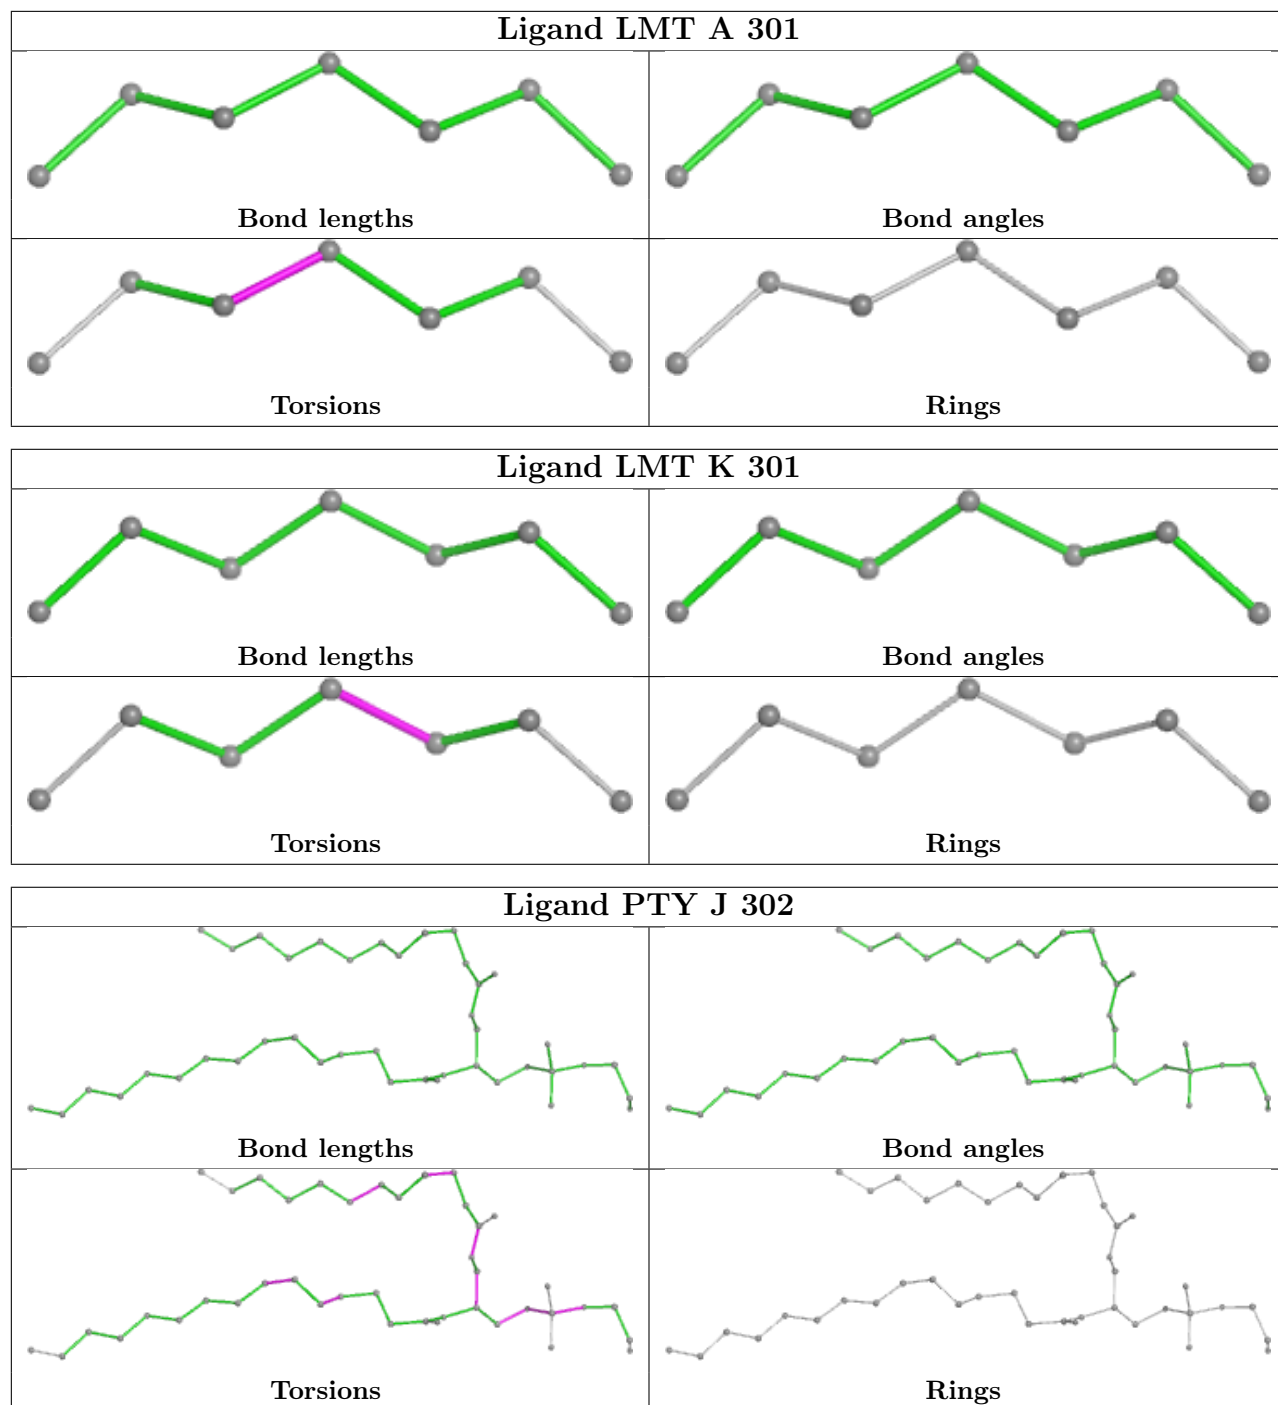 Ligand LMT A 301
Bond lengths
Bond angles
Torsions
Rings
Ligand LMT K 301
Bond lengths
Bond angles
Torsions
Rings
Ligand PTY J 302
Bond lengths
Bond angles
Torsions
Rings